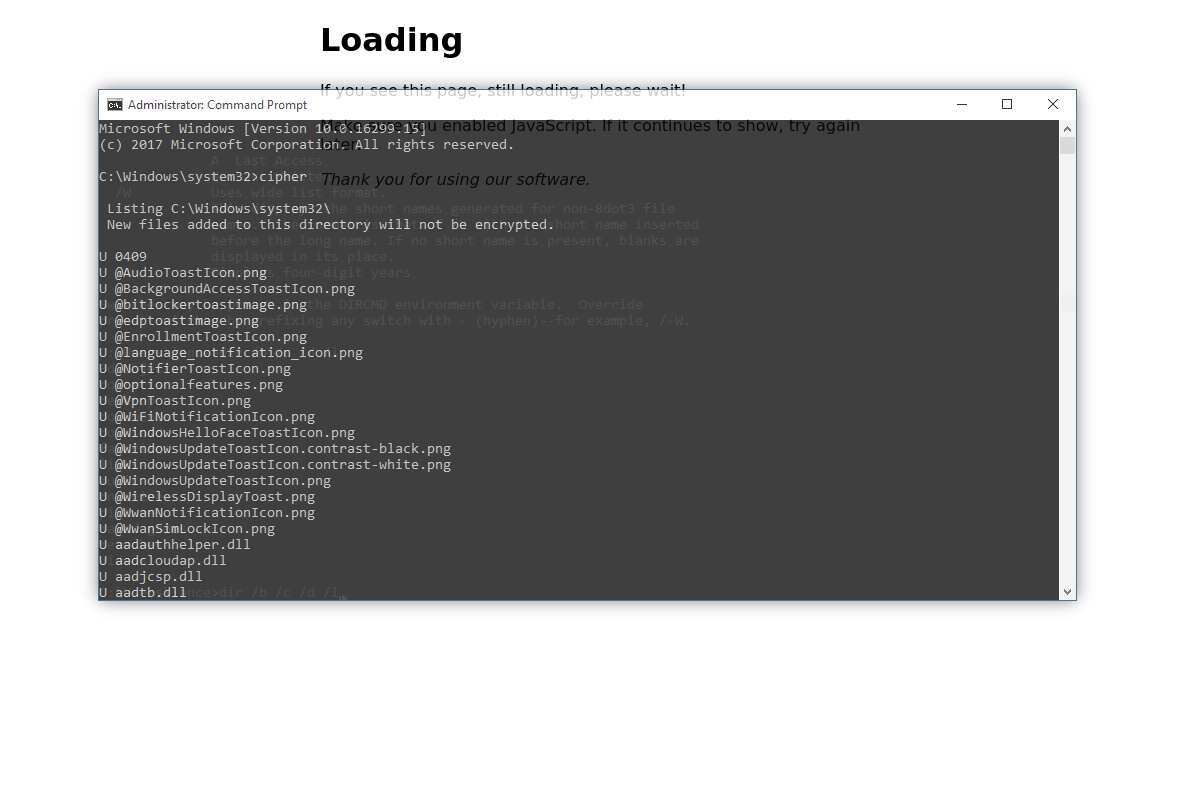 Loading
If you see this page, still loading, please wait!
Administrator: Command Prompt
Make sure you enabled JavaScript. If it continues to show, try again
later.
Thank you for using our software.
Microsoft Windows [Version 10.0.16299.15]
(c) 2017 Microsoft Corporation. All rights reserved.
A  Last Access
C:\Windows\system32>cipher
/W          Uses wide list format.
Listing C:\Windows\system32\
he short names generated for non-8dot3 file
New files added to this directory will not be encrypted.
hort name inserted
before the long name. If no short name is present, blanks are
U 0409
displayed in its place.
U @AudioToastIcon.png
s four-digit years
U @BackgroundAccessToastIcon.png
U @bitlockertoastimage.png
the DIRCMD environment variable.  Override
U @edptoastimage.png
refixing any switch with - (hyphen)--for example, /-W.
U @EnrollmentToastIcon.png
U @language_notification_icon.png
U @NotifierToastIcon.png
U @optionalfeatures.png
U @VpnToastIcon.png
U @WiFiNotificationIcon.png
U @WindowsHelloFaceToastIcon.png
U @WindowsUpdateToastIcon.contrast-black.png
U @WindowsUpdateToastIcon.contrast-white.png
U @WindowsUpdateToastIcon.png
U @WirelessDisplayToast.png
U @WwanNotificationIcon.png
U @WwanSimLockIcon.png
U aadauthhelper.dll
U aadcloudap.dll
U aadjcsp.dll
U aadtb.dll
nce>dir /b /c /d /l